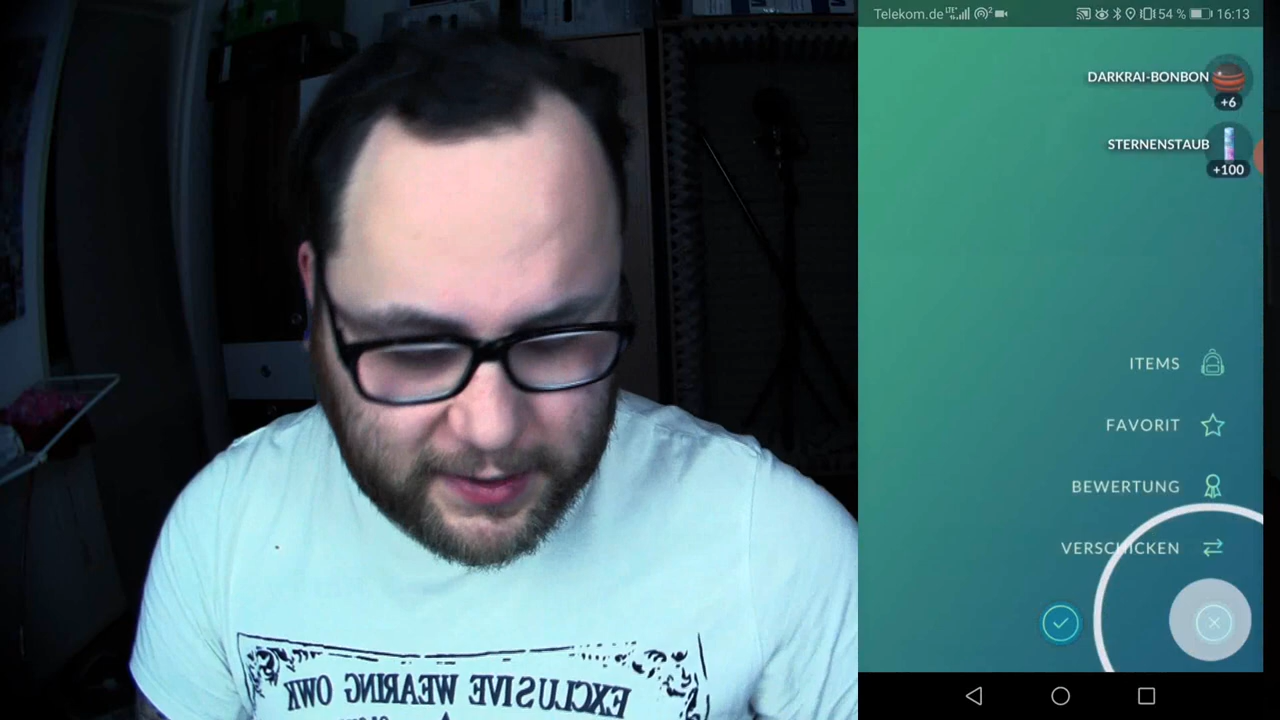 Telekom.de 54 % 16:13
DARKRAI-BONBON
+6
STERNENSTAUB
+100
ITEMS
FAVORIT
BEWERTUNG
VERSCHICKEN
EXCLUSIVE WEARING OWK